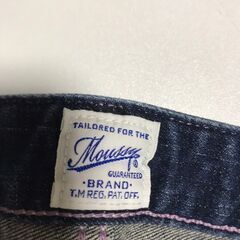 TAILORED FOR THE
Moussy
GUARANTEED
• BRAND •
T.M REG. PAT. OFF.